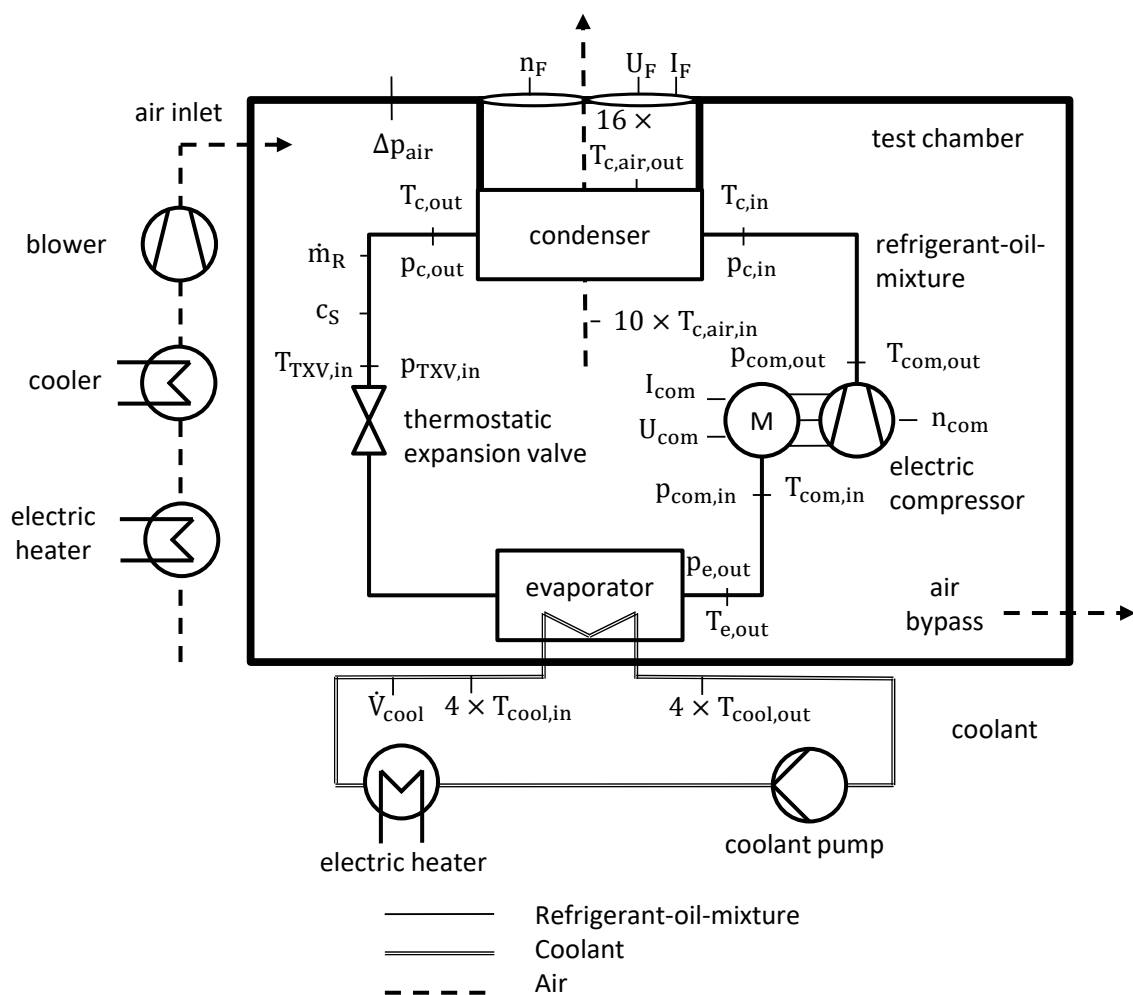 n_F
U_F I_F
air inlet
16 ×
test chamber
Δp_air
T_c,air,out
T_c,out
T_c,in
blower
condenser
refrigerant-oil-
mixture
ṁ_R
p_c,out
p_c,in
c_S
10 × T_c,air,in
cooler
T_TXV,in
p_TXV,in
p_com,out
T_com,out
thermostatic
expansion valve
I_com
U_com
M
n_com
electric
compressor
p_com,in
T_com,in
electric
heater
evaporator
p_e,out
T_e,out
air
bypass
V̇_cool
4 × T_cool,in
4 × T_cool,out
coolant
electric heater
coolant pump
Refrigerant-oil-mixture
Coolant
Air